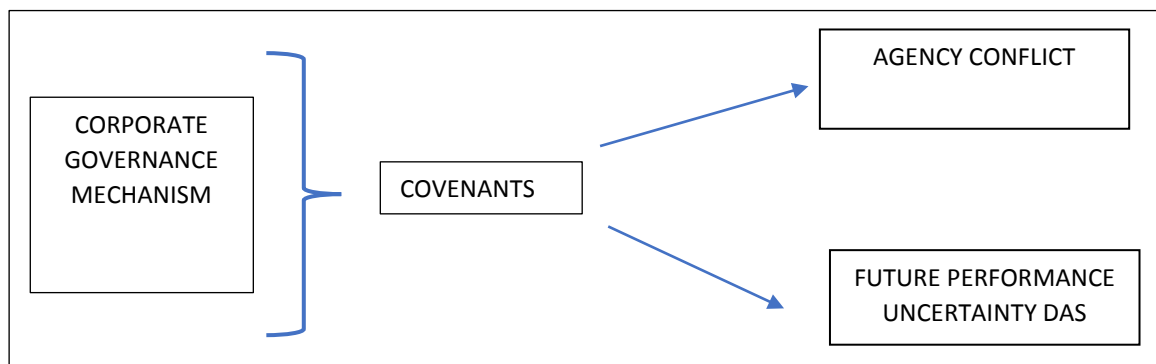 CORPORATE
GOVERNANCE
MECHANISM
COVENANTS
AGENCY CONFLICT
FUTURE PERFORMANCE
UNCERTAINTY DAS